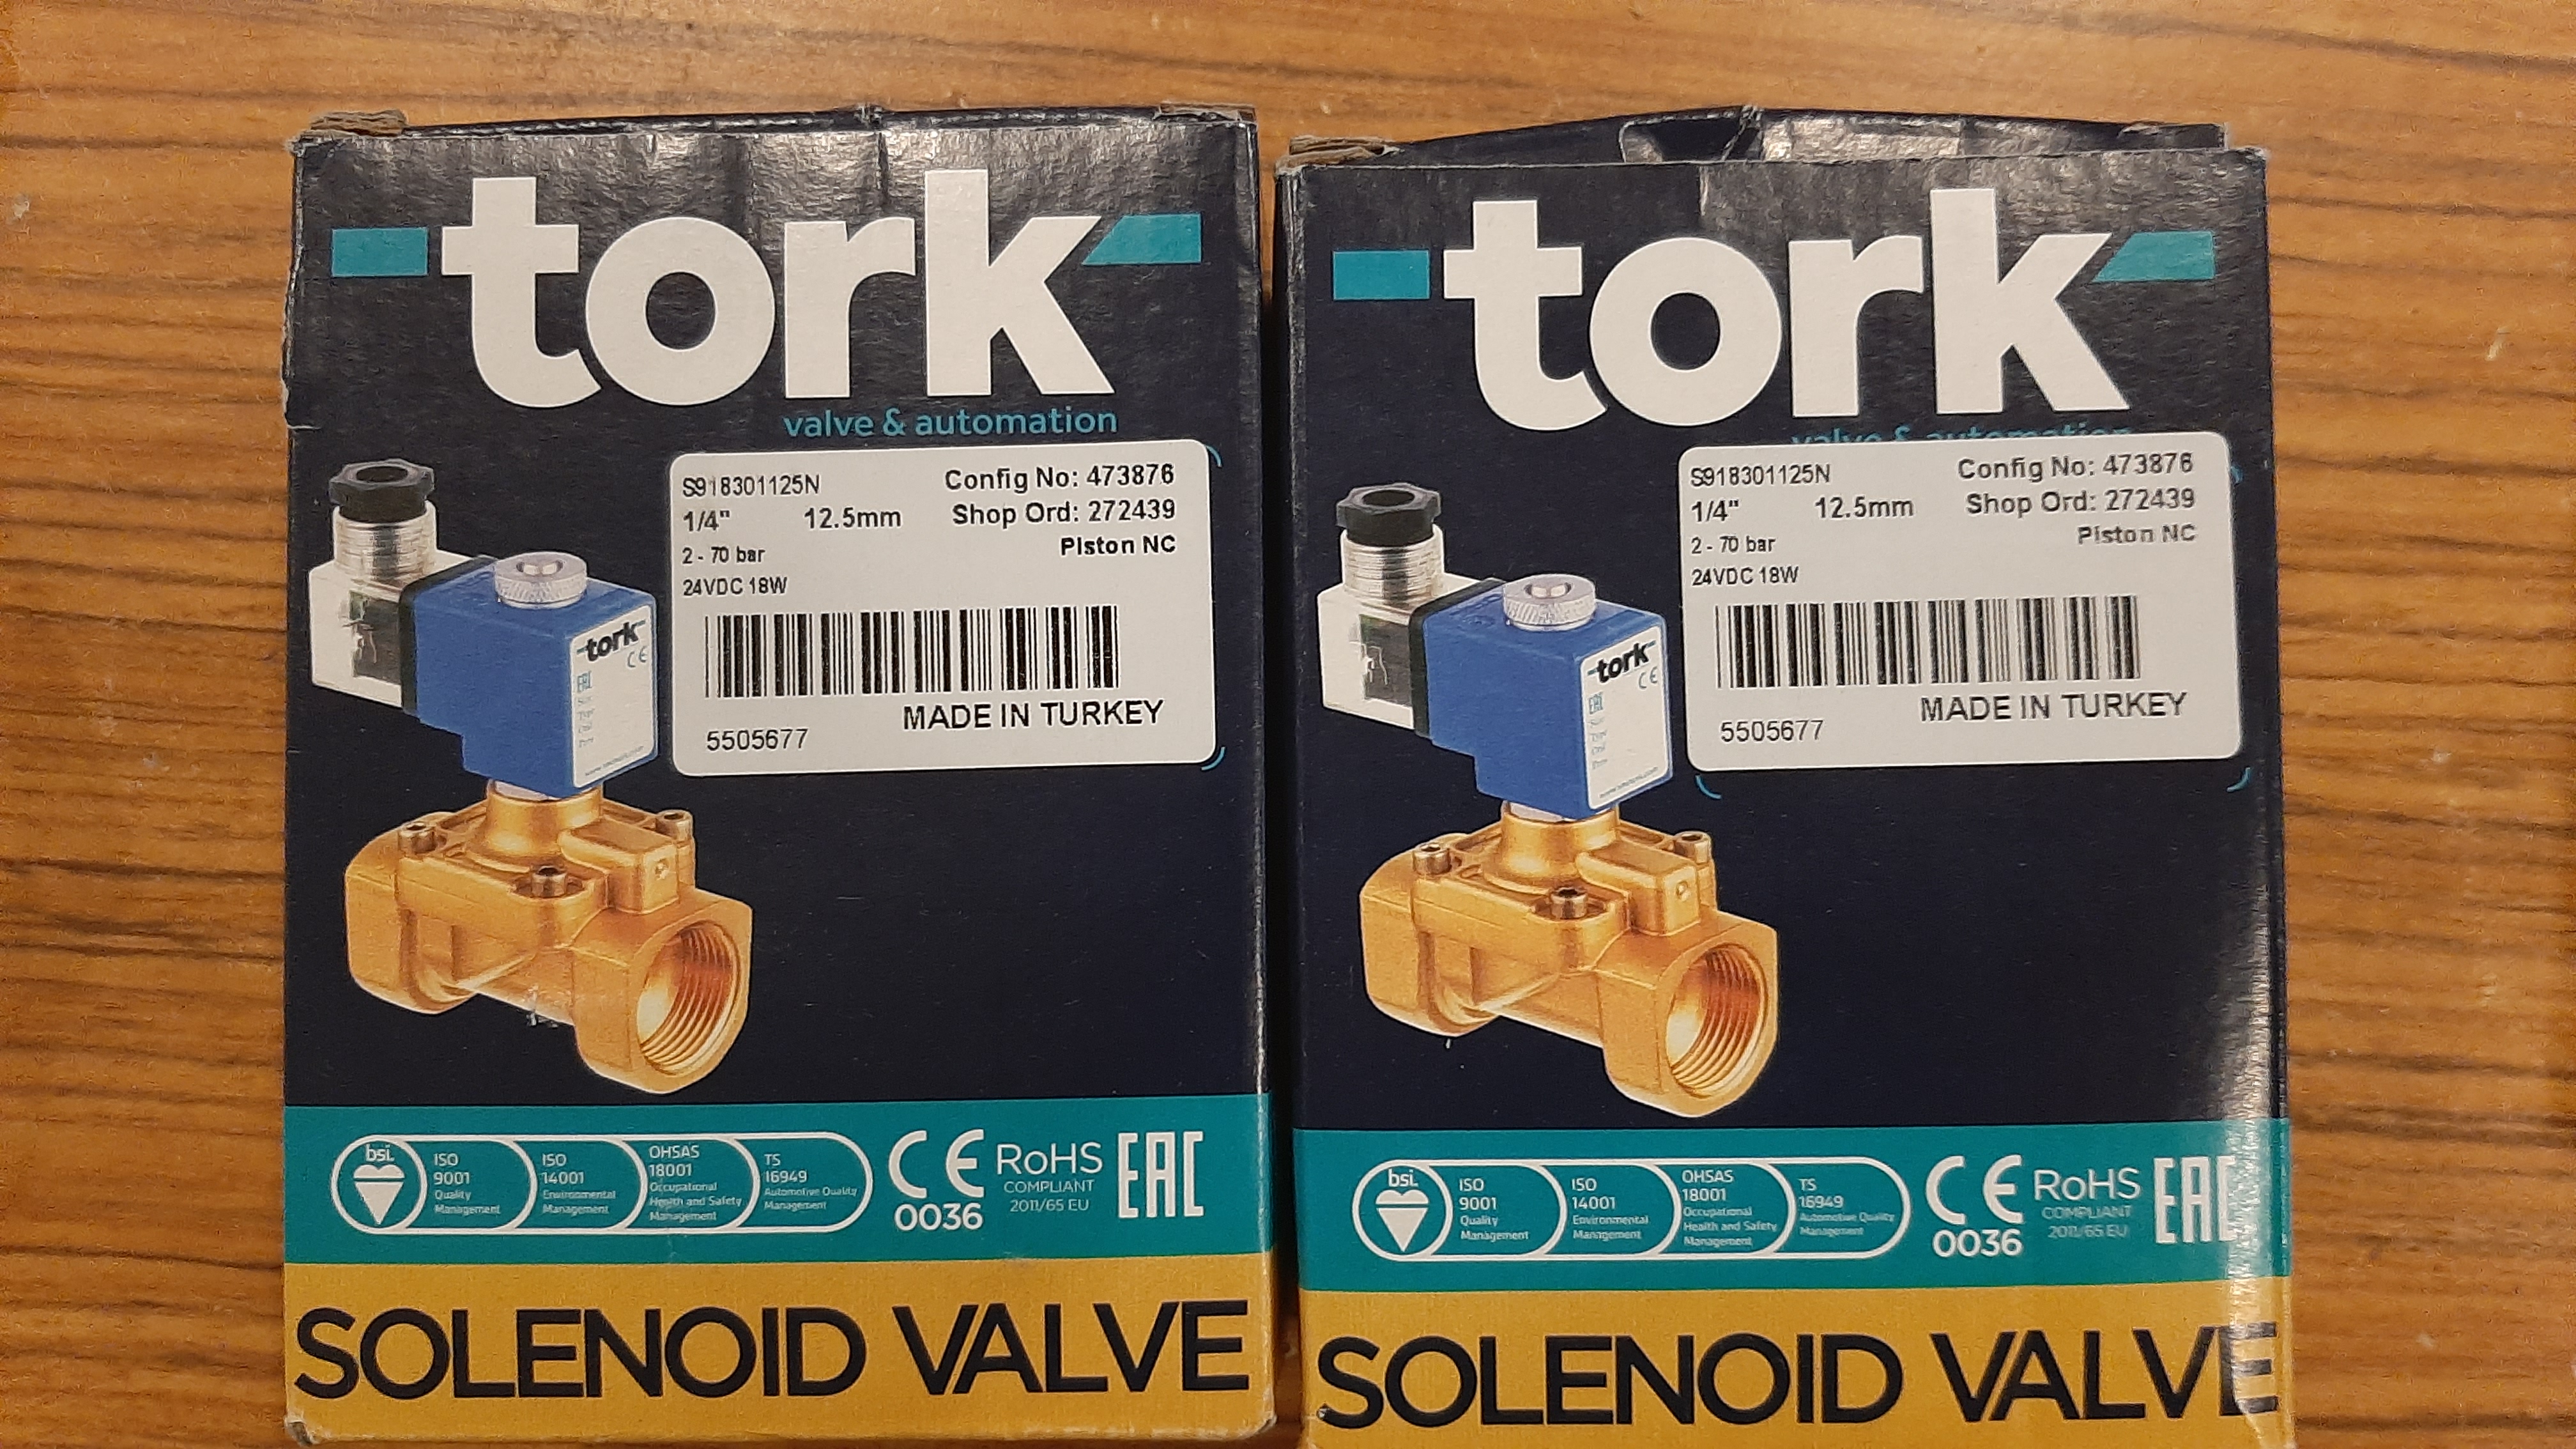 tork
valve & automation
S918301125N
1/4" 12.5mm
2 - 70 bar
24VDC 18W
Config No: 473876
Shop Ord: 272439
Piston NC
MADE IN TURKEY
5505677
tork
CE
EAC
bsi.
ISO
9001
Quality
Management
ISO
14001
Environmental
Management
OHSAS
18001
Occupational
Health and Safety
Management
TS
16949
Automotive Quality
Management
CE
0036
RoHS
COMPLIANT
2011/65 EU
EAC
SOLENOID VALVE
tork
valve & automation
S918301125N
1/4" 12.5mm
2 - 70 bar
24VDC 18W
Config No: 473876
Shop Ord: 272439
Piston NC
MADE IN TURKEY
5505677
tork
CE
EAC
bsi.
ISO
9001
Quality
Management
ISO
14001
Environmental
Management
OHSAS
18001
Occupational
Health and Safety
Management
TS
16949
Automotive Quality
Management
CE
0036
RoHS
COMPLIANT
2011/65 EU
EAC
SOLENOID VALVE